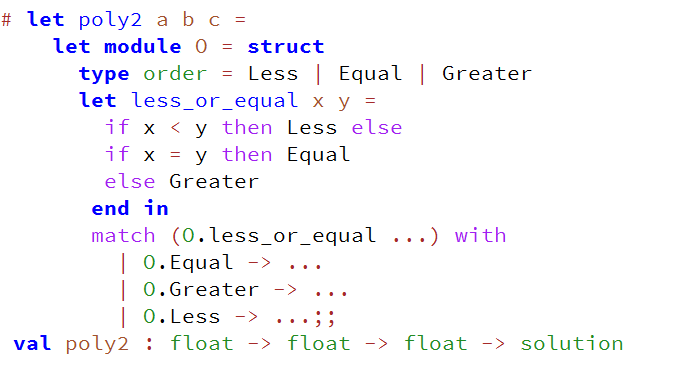 # let poly2 a b c =
let module O = struct
type order = Less | Equal | Greater
let less_or_equal x y =
if x < y then Less else
if x = y then Equal
else Greater
end in
match (O.less_or_equal ...) with
| O.Equal -> ...
| O.Greater -> ...
| O.Less -> ...;;
val poly2 : float -> float -> float -> solution